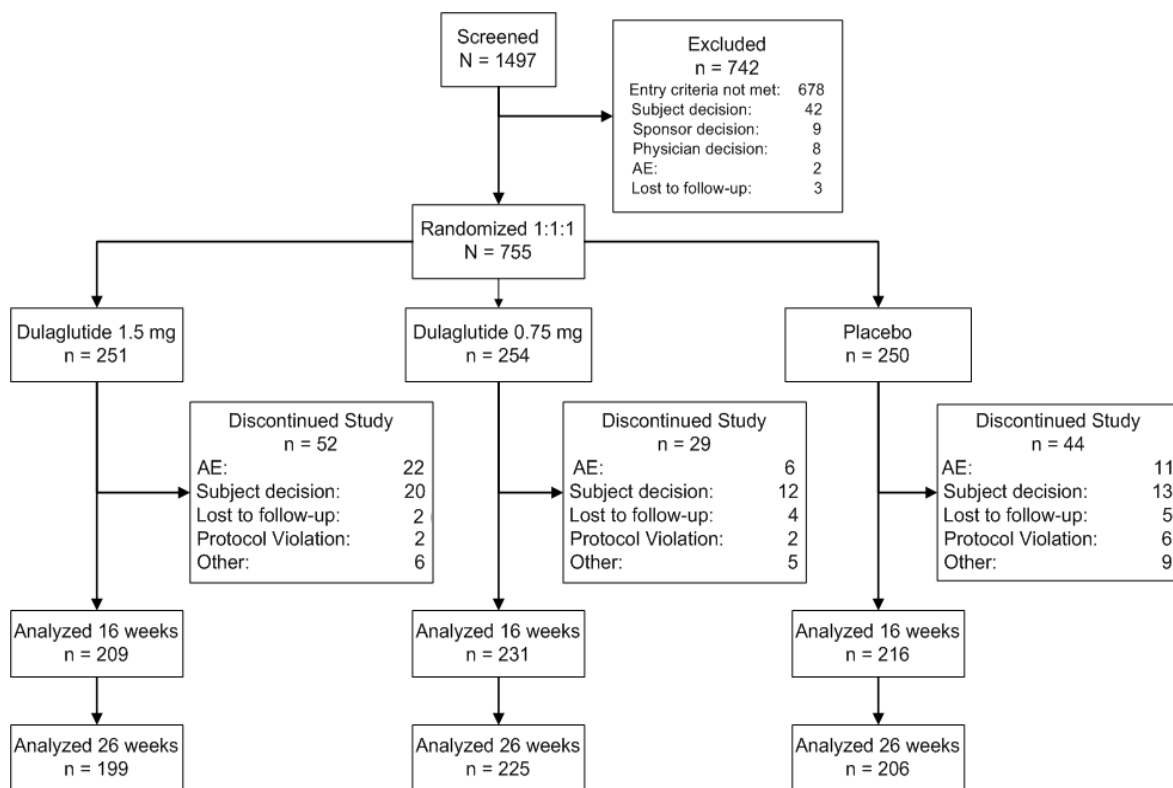 Screened
N = 1497
Excluded
n = 742
Entry criteria not met: 678
Subject decision: 42
Sponsor decision: 9
Physician decision: 8
AE: 2
Lost to follow-up: 3
Randomized 1:1:1
N = 755
Dulaglutide 1.5 mg
n = 251
Dulaglutide 0.75 mg
n = 254
Placebo
n = 250
Discontinued Study
n = 52
AE: 22
Subject decision: 20
Lost to follow-up: 2
Protocol Violation: 2
Other: 6
Discontinued Study
n = 29
AE: 6
Subject decision: 12
Lost to follow-up: 4
Protocol Violation: 2
Other: 5
Discontinued Study
n = 44
AE: 11
Subject decision: 13
Lost to follow-up: 5
Protocol Violation: 6
Other: 9
Analyzed 16 weeks
n = 209
Analyzed 16 weeks
n = 231
Analyzed 16 weeks
n = 216
Analyzed 26 weeks
n = 199
Analyzed 26 weeks
n = 225
Analyzed 26 weeks
n = 206